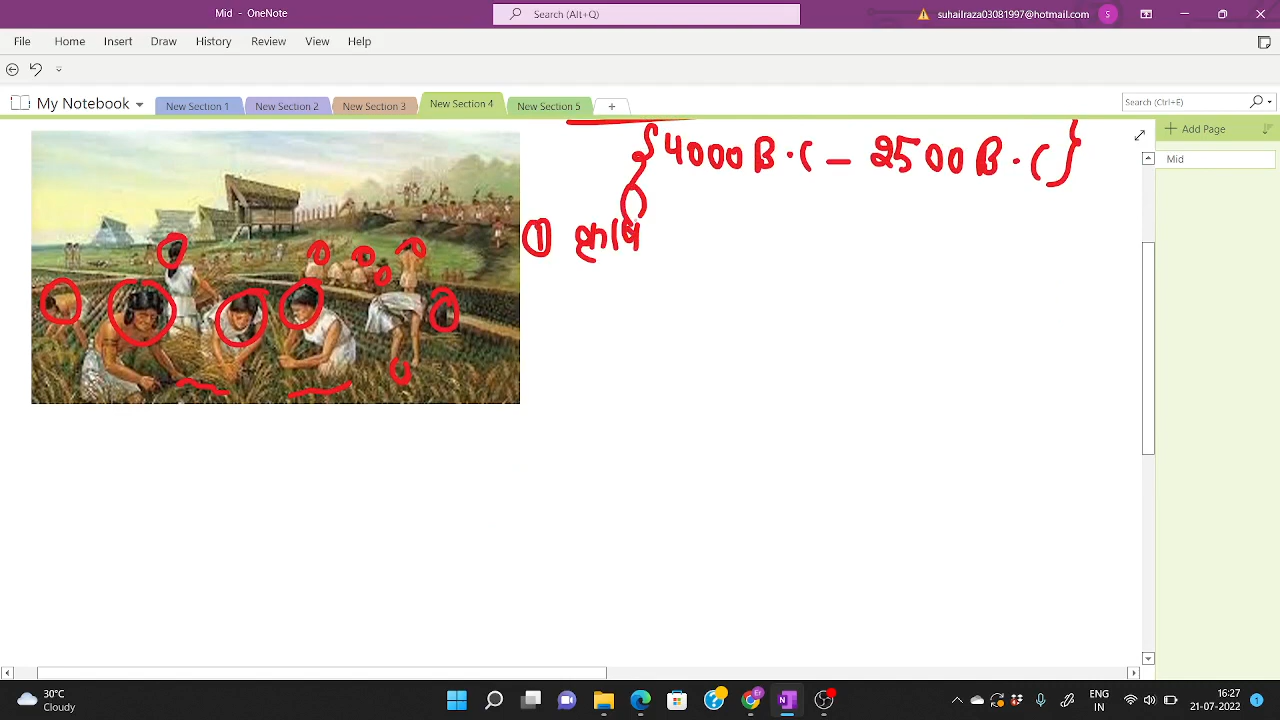 Mid - OneNote
Search (Alt+Q)
suhailraza03081997@hotmail.com
S
File Home Insert Draw History Review View Help
My Notebook
New Section 1 New Section 2 New Section 3 New Section 4 New Section 5 +
Search (Ctrl+E)
Add Page
Mid
{4000 B.C – 2500 B.C}
① कृषि
30°C
Cloudy
Er
ENG
IN
16:27
21-07-2022
1